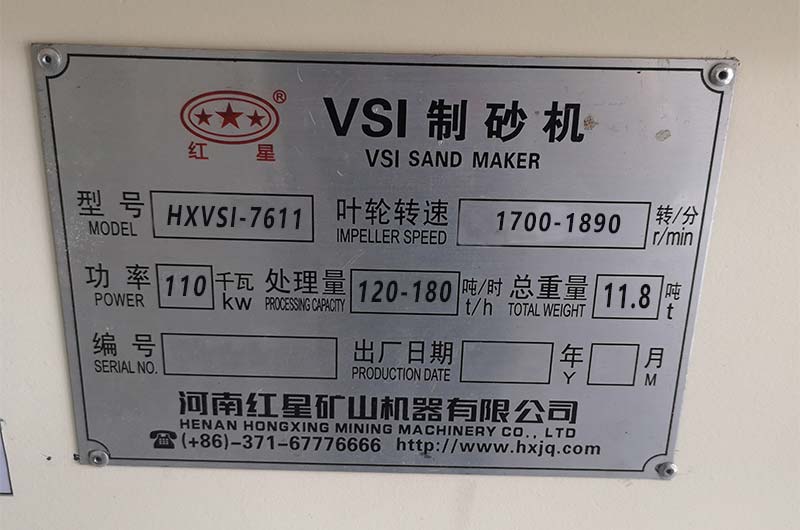 红星 ® VSI 制砂机
VSI SAND MAKER
型号 HXVSI-7611 叶轮转速 1700-1890 转/分
MODEL IMPELLER SPEED r/min
功率 110 千瓦 处理量 120-180 吨/时 总重量 11.8 吨
POWER kw PROCESSING CAPACITY t/h TOTAL WEIGHT t
编号 出厂日期 年 月
SERIAL NO. PRODUCTION DATE Y M
河南红星矿山机器有限公司
HENAN HONGXING MINING MACHINERY CO., LTD
☎(+86)-371-67776666 http://www.hxjq.com